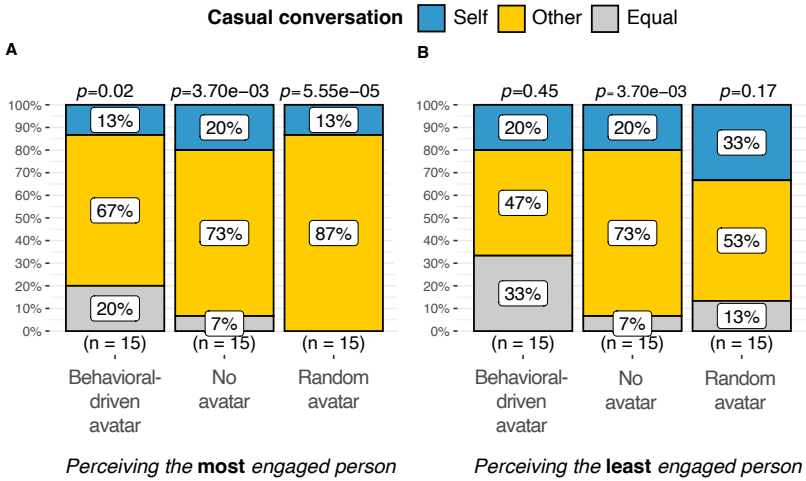 Casual conversation Self Other Equal
A
p=0.02 p=3.70e−03 p=5.55e−05
100%
90%
80%
70%
60%
50%
40%
30%
20%
10%
0%
13% 20% 13%
67% 73% 87%
20% 7%
(n = 15) (n = 15) (n = 15)
Behavioral-
driven
avatar
No
avatar
Random
avatar
Perceiving the most engaged person
B
p=0.45 p=3.70e−03 p=0.17
100%
90%
80%
70%
60%
50%
40%
30%
20%
10%
0%
20% 20% 33%
47% 73% 53%
33% 7% 13%
(n = 15) (n = 15) (n = 15)
Behavioral-
driven
avatar
No
avatar
Random
avatar
Perceiving the least engaged person